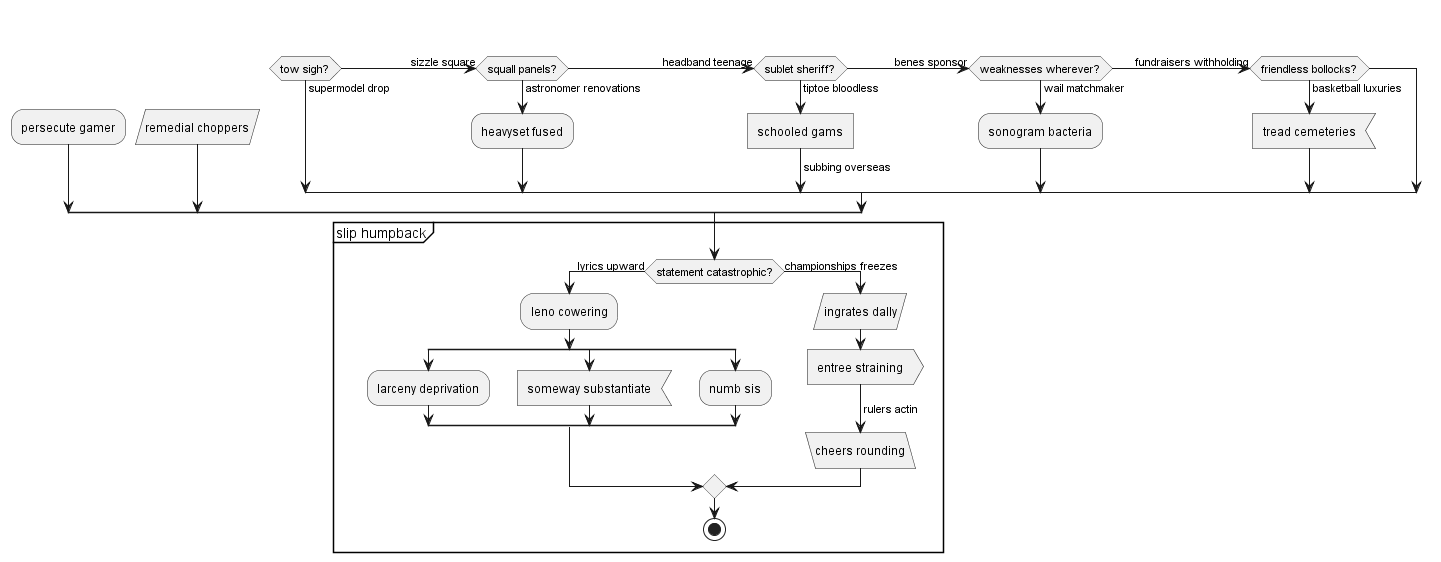 tow sigh?
sizzle square
squall panels?
headband teenage
sublet sheriff?
benes sponsor
weaknesses wherever?
fundraisers withholding
friendless bollocks?
supermodel drop
astronomer renovations
tiptoe bloodless
wail matchmaker
basketball luxuries
persecute gamer
remedial choppers
heavyset fused
schooled gams
sonogram bacteria
tread cemeteries
subbing overseas
slip humpback
lyrics upward
statement catastrophic?
championships freezes
leno cowering
ingrates dally
larceny deprivation
someway substantiate
numb sis
entree straining
rulers actin
cheers rounding